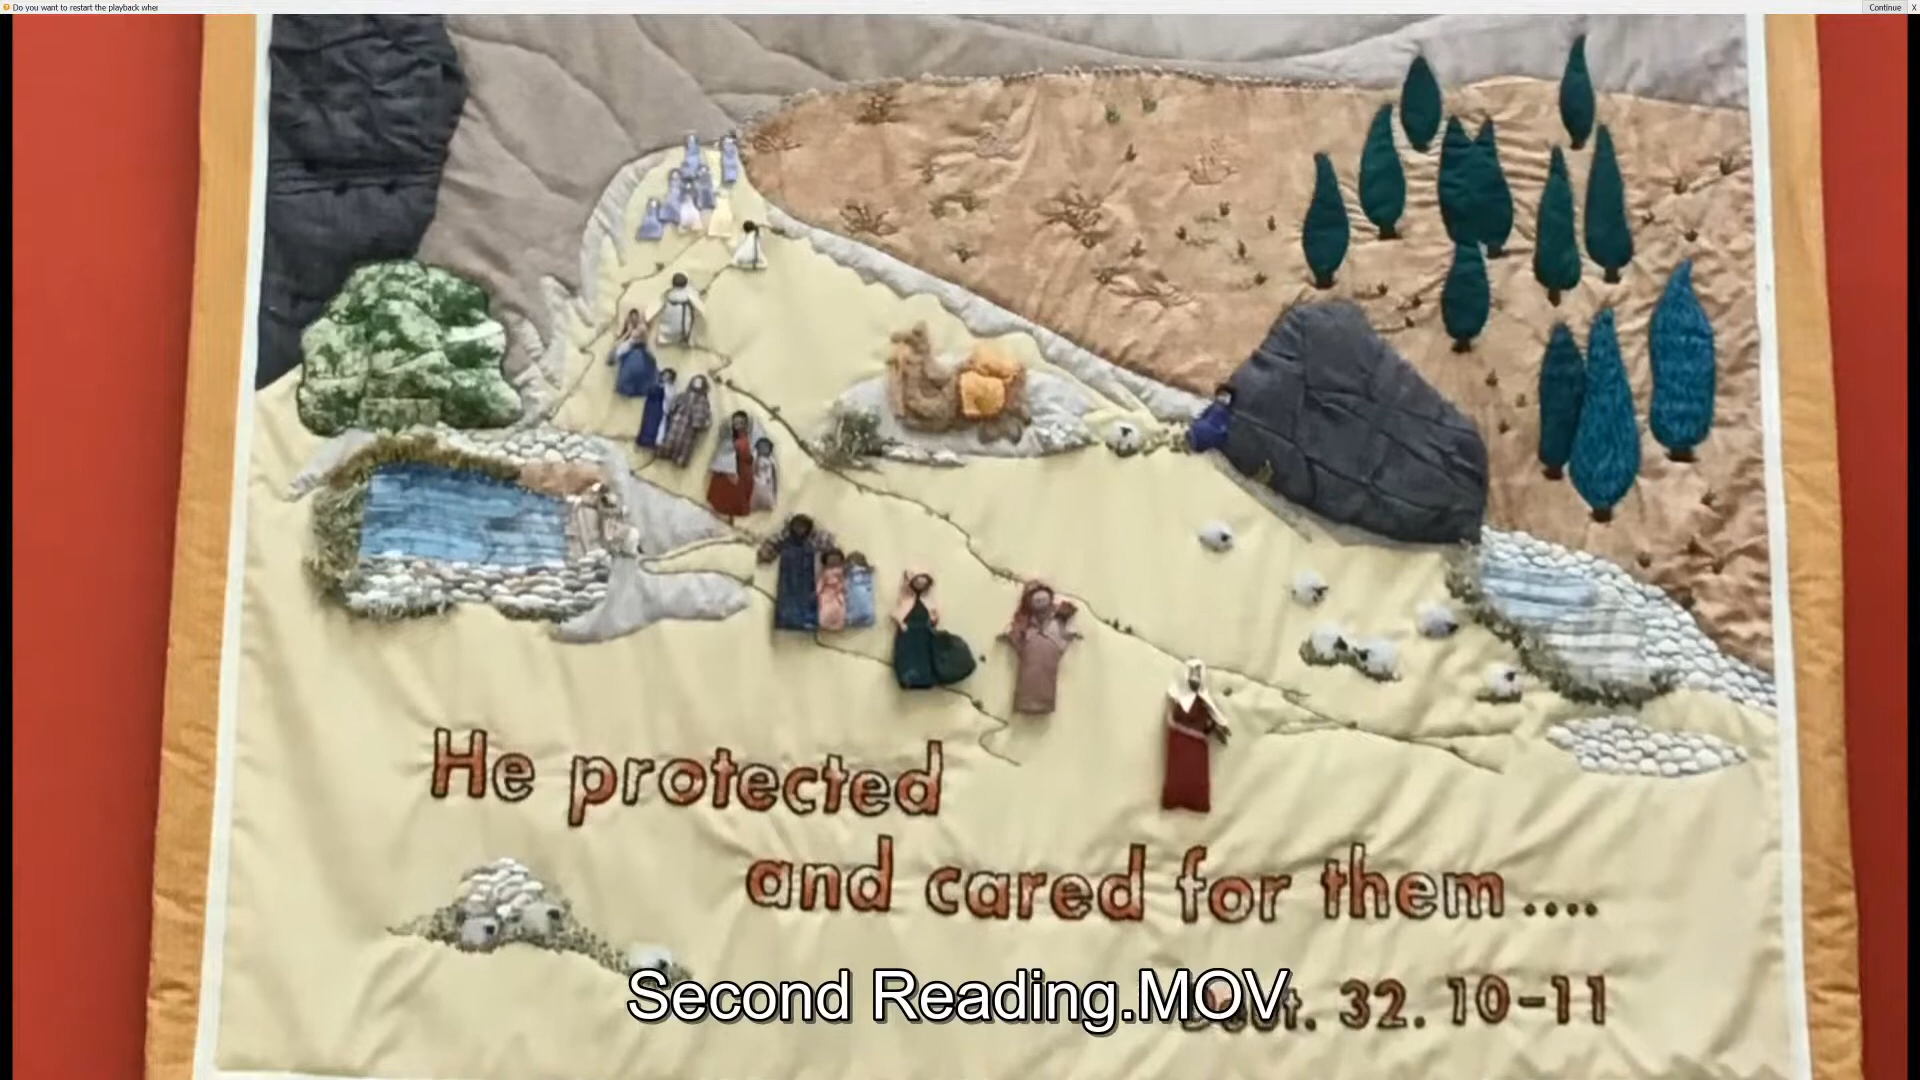 Do you want to restart the playback wher
Continue X
He protected
and cared for them ....
Second Reading.MOV
32. 10-11